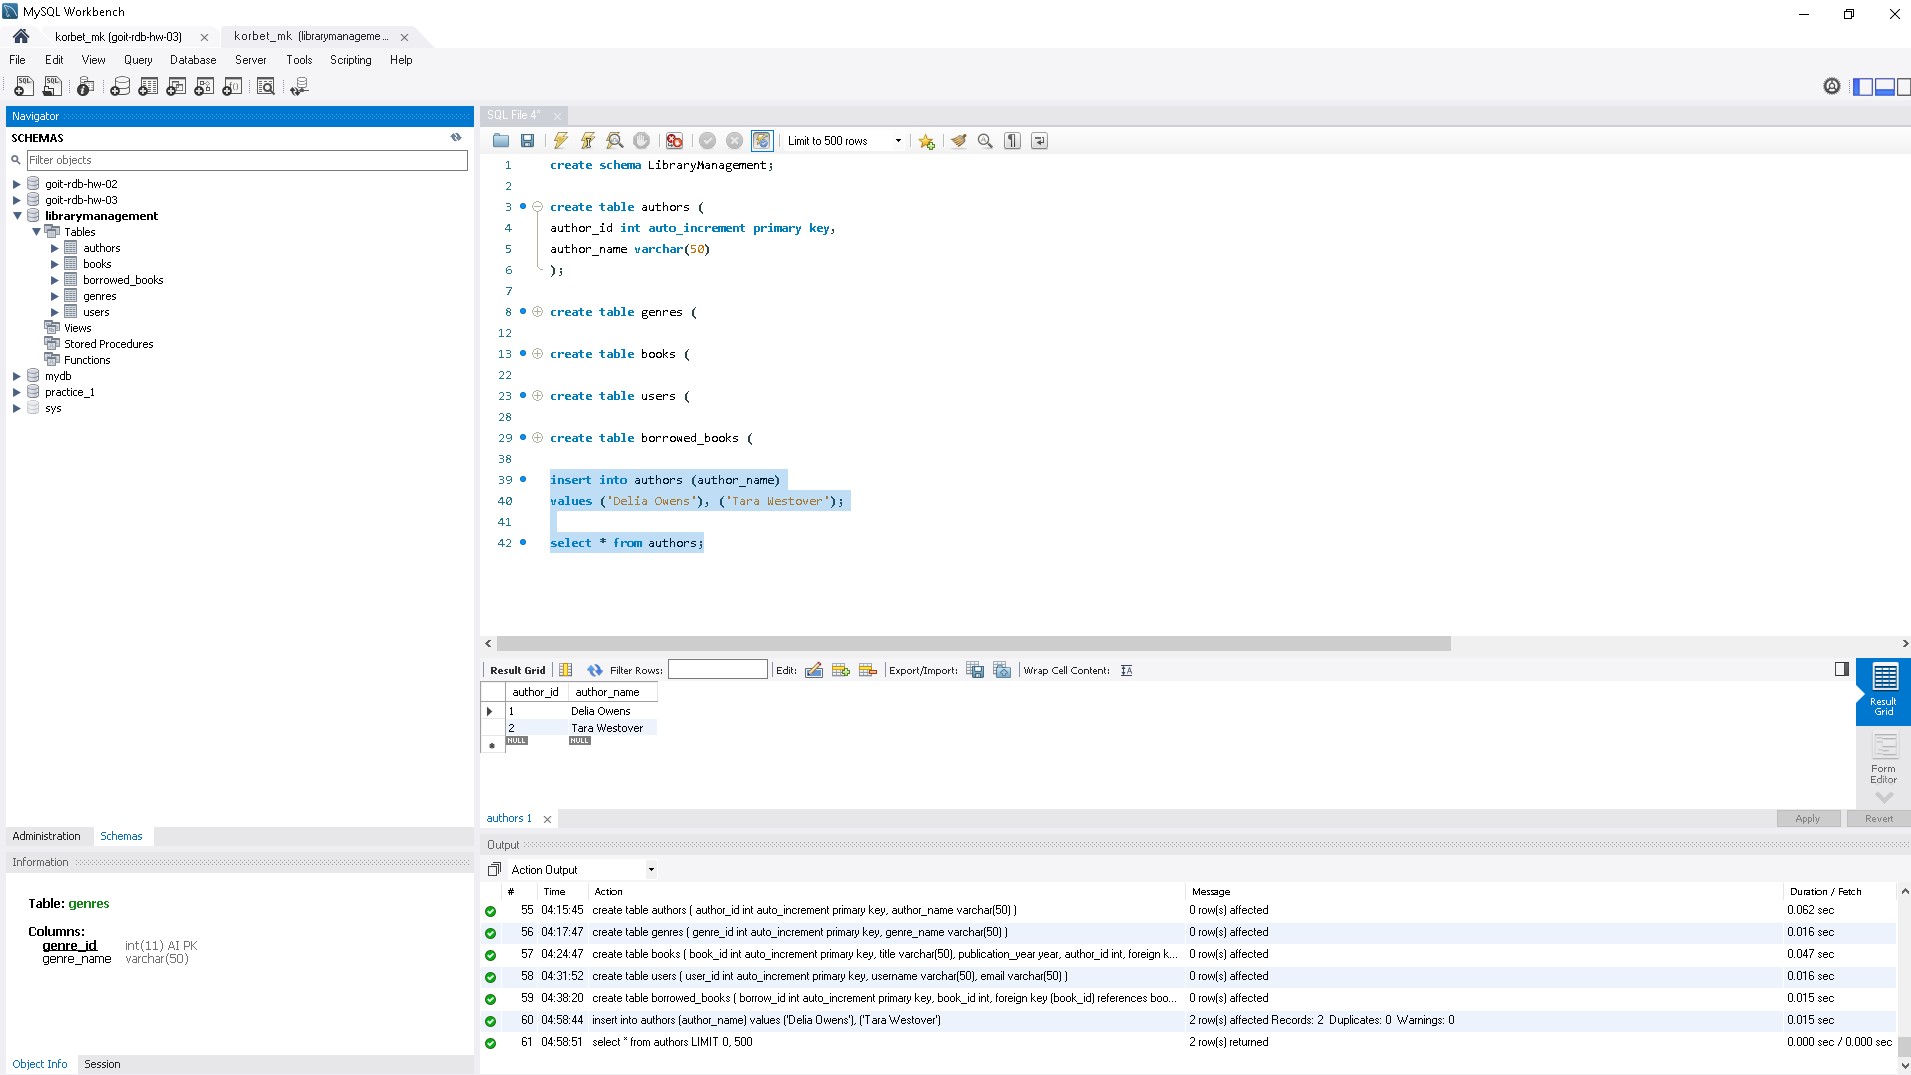 MySQL Workbench
korbet_mk (goit-rdb-hw-03)
korbet_mk (librarymanageme...
File Edit View Query Database Server Tools Scripting Help
Navigator
SCHEMAS
Filter objects
goit-rdb-hw-02
goit-rdb-hw-03
librarymanagement
Tables
authors
books
borrowed_books
genres
users
Views
Stored Procedures
Functions
mydb
practice_1
sys
Administration Schemas
Information
Table: genres
Columns:
genre_id int(11) AI PK
genre_name varchar(50)
Object Info Session
SQL File 4*
Limit to 500 rows
1 create schema LibraryManagement;
2
3 create table authors (
4 author_id int auto_increment primary key,
5 author_name varchar(50)
6 );
7
8 create table genres (
12
13 create table books (
22
23 create table users (
28
29 create table borrowed_books (
38
39 insert into authors (author_name)
40 values ('Delia Owens'), ('Tara Westover');
41
42 select * from authors;
Result Grid Filter Rows: Edit: Export/Import: Wrap Cell Content:
author_id author_name
1 Delia Owens
2 Tara Westover
NULL NULL
Result
Grid
Form
Editor
authors 1
Apply Revert
Output
Action Output
# Time Action Message Duration / Fetch
55 04:15:45 create table authors ( author_id int auto_increment primary key, author_name varchar(50) ) 0 row(s) affected 0.062 sec
56 04:17:47 create table genres ( genre_id int auto_increment primary key, genre_name varchar(50) ) 0 row(s) affected 0.016 sec
57 04:24:47 create table books ( book_id int auto_increment primary key, title varchar(50), publication_year year, author_id int, foreign k... 0 row(s) affected 0.047 sec
58 04:31:52 create table users ( user_id int auto_increment primary key, username varchar(50), email varchar(50) ) 0 row(s) affected 0.016 sec
59 04:38:20 create table borrowed_books ( borrow_id int auto_increment primary key, book_id int, foreign key (book_id) references boo... 0 row(s) affected 0.015 sec
60 04:58:44 insert into authors (author_name) values ('Delia Owens'), ('Tara Westover') 2 row(s) affected Records: 2 Duplicates: 0 Warnings: 0 0.015 sec
61 04:58:51 select * from authors LIMIT 0, 500 2 row(s) returned 0.000 sec / 0.000 sec